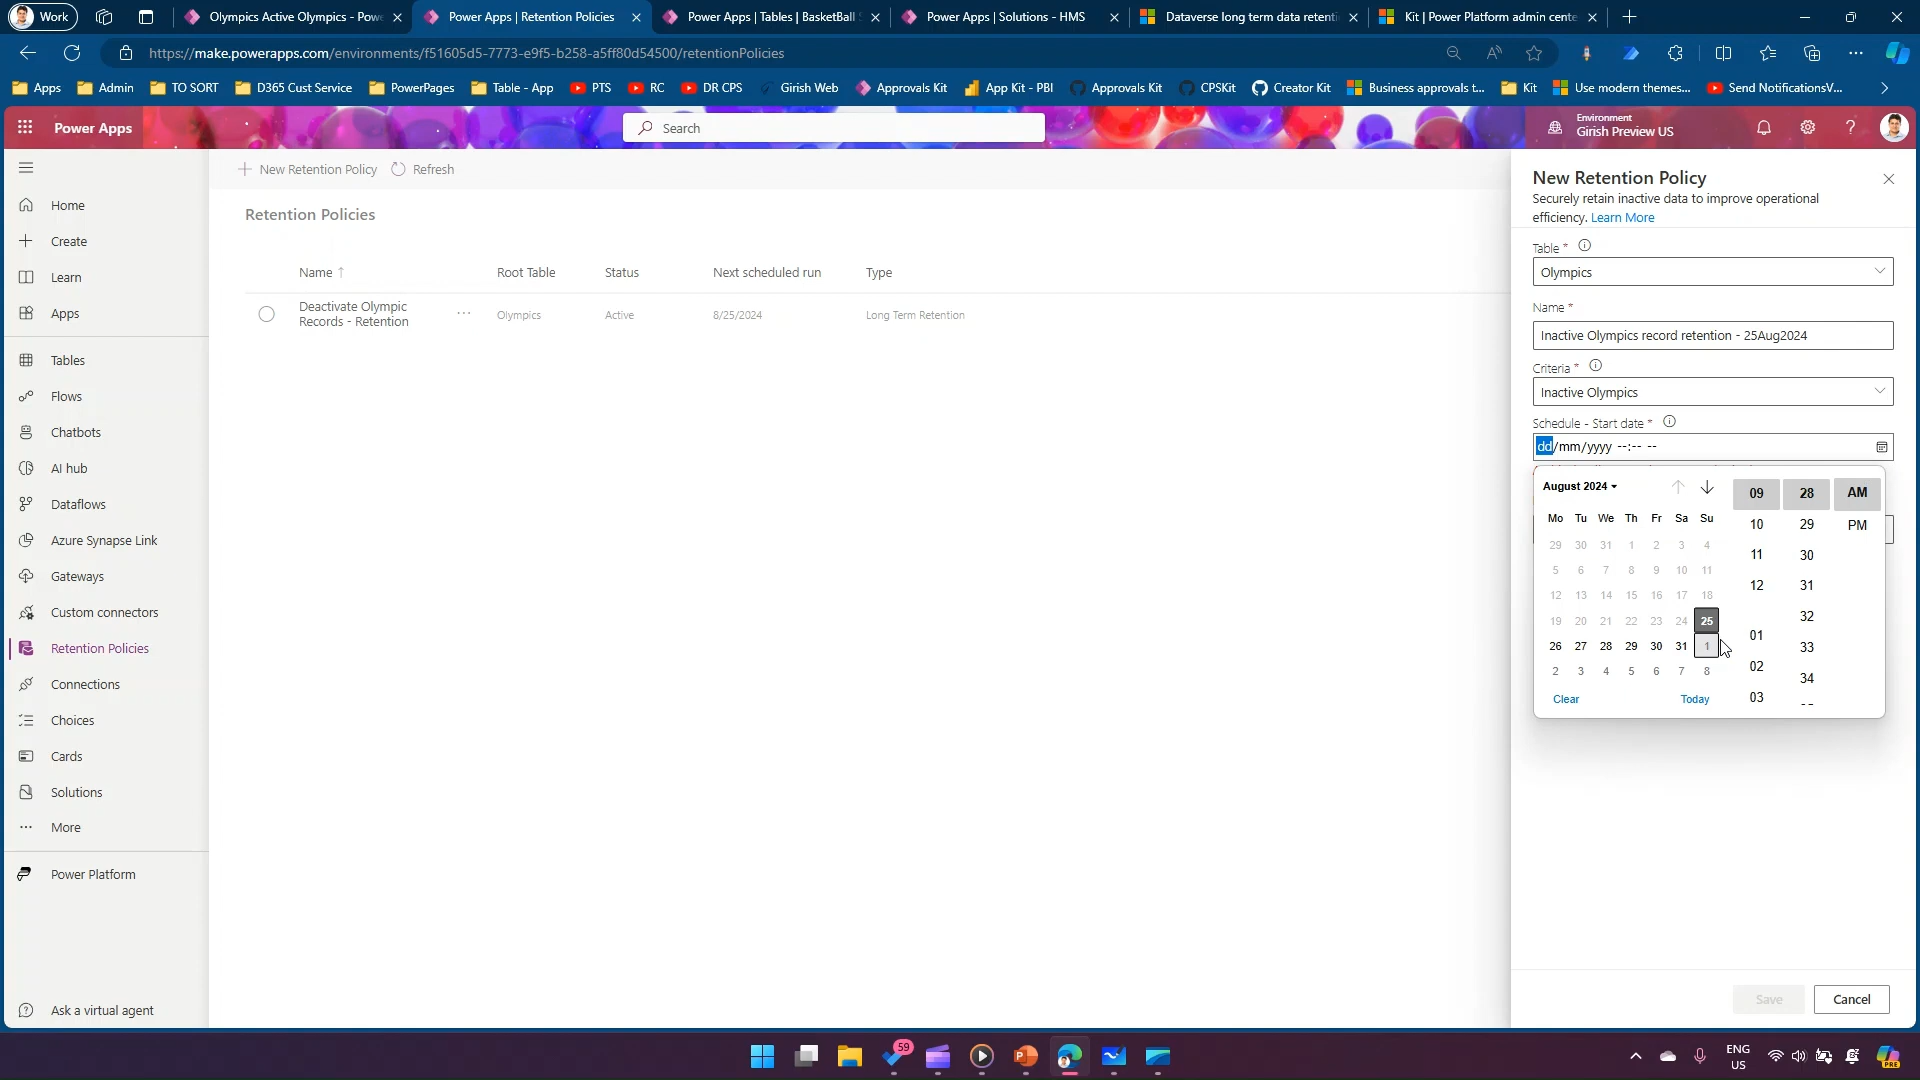 Work
Olympics Active Olympics - Powe
Power Apps | Retention Policies
Power Apps | Tables | BasketBall S
Power Apps | Solutions - HMS
Dataverse long term data retenti
Kit | Power Platform admin cente
https://make.powerapps.com/environments/f51605d5-7773-e9f5-b258-a5ff80d54500/retentionPolicies
Apps
Admin
TO SORT
D365 Cust Service
PowerPages
Table - App
PTS
RC
DR CPS
Girish Web
Approvals Kit
App Kit - PBI
Approvals Kit
CPSKit
Creator Kit
Business approvals t...
Kit
Use modern themes...
Send NotificationsV...
Power Apps
Search
Environment
Girish Preview US
Home
Create
Learn
Apps
Tables
Flows
Chatbots
AI hub
Dataflows
Azure Synapse Link
Gateways
Custom connectors
Retention Policies
Connections
Choices
Cards
Solutions
More
Power Platform
Ask a virtual agent
New Retention Policy
Refresh
Retention Policies
Name ↑ Root Table Status Next scheduled run Type
Deactivate Olympic
Records - Retention
... Olympics Active 8/25/2024 Long Term Retention
New Retention Policy
Securely retain inactive data to improve operational
efficiency. Learn More
Table *
Olympics
Name *
Inactive Olympics record retention - 25Aug2024
Criteria *
Inactive Olympics
Schedule - Start date *
dd/mm/yyyy --:-- --
August 2024
Mo Tu We Th Fr Sa Su
29 30 31 1 2 3 4
5 6 7 8 9 10 11
12 13 14 15 16 17 18
19 20 21 22 23 24 25
26 27 28 29 30 31 1
2 3 4 5 6 7 8
Clear Today
09 28 AM
10 29 PM
11 30
12 31
32
01 33
02 34
03
Save
Cancel
59
ENG
US
PRE